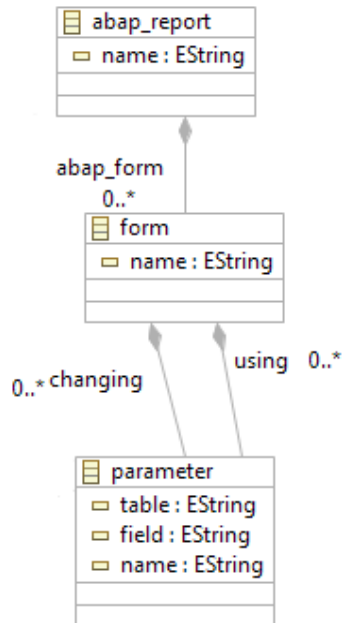 abap_report
name : EString
abap_form
0..*
form
name : EString
using 0..*
0..* changing
parameter
table : EString
field : EString
name : EString